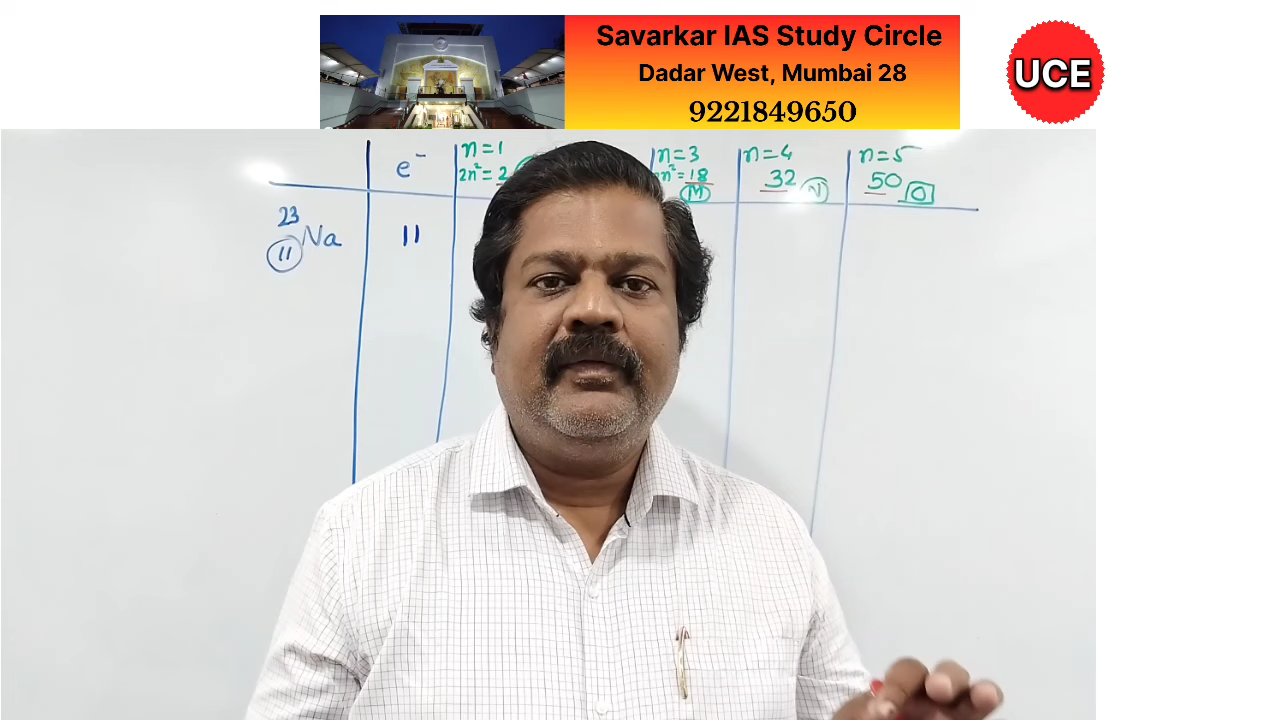 Savarkar IAS Study Circle
Dadar West, Mumbai 28
9221849650
UCE
e⁻
n=1
2n²=2
n=3
n²=18
M
n=4
32
N
n=5
50
O
23
11 Na
11